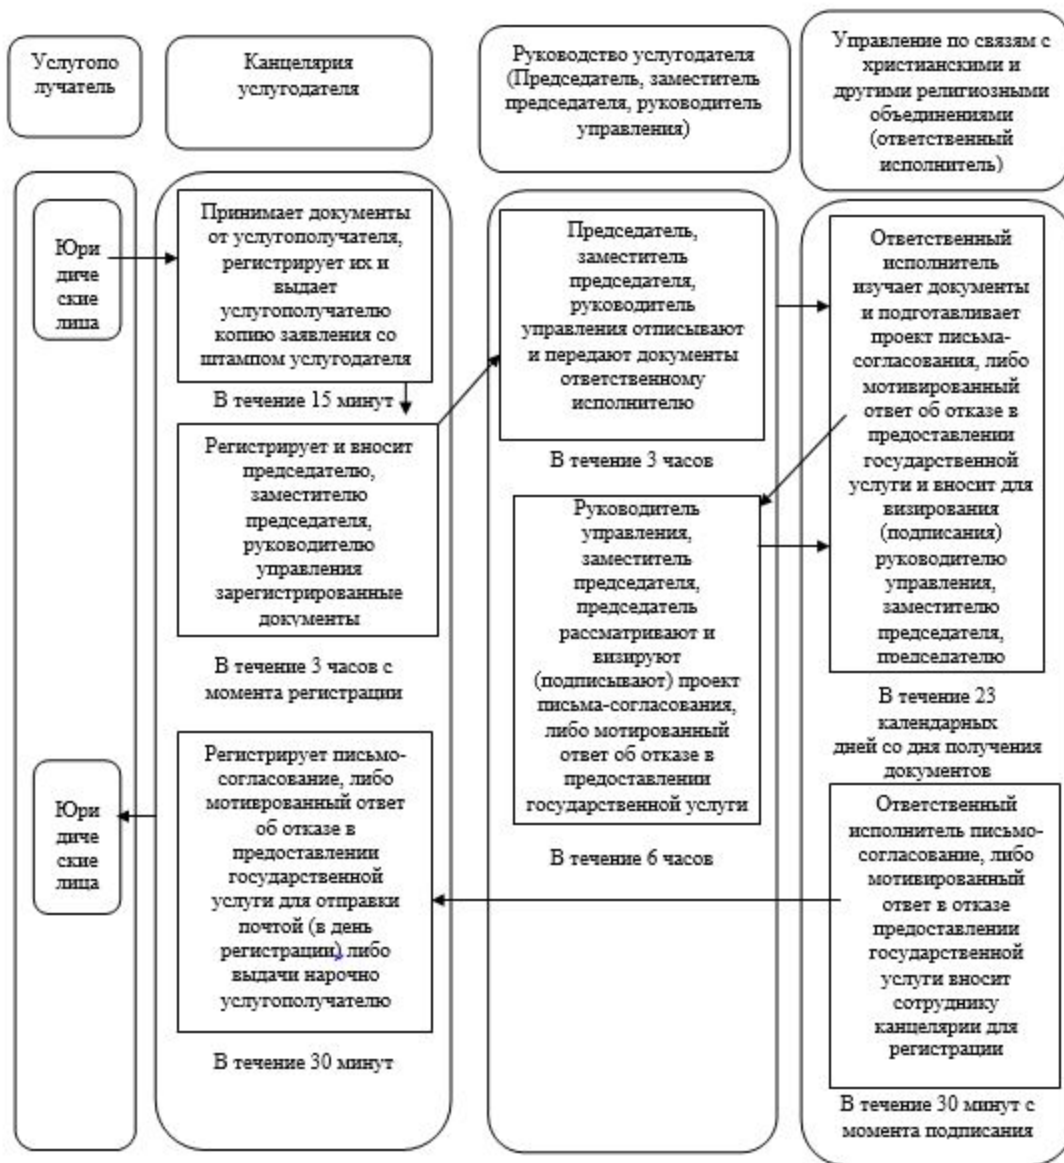 Услугопо
лучатель
Канцелярия
услугодателя
Руководство услугодателя
(Председатель, заместитель
председателя, руководитель
управления)
Управление по связям с
христианскими и
другими религиозными
объединениями
(ответственный
исполнитель)
Юри
диче
ские
лица
Принимает документы
от услугополучателя,
регистрирует их и
выдает
услугополучателю
копию заявления со
штампом услугодателя
В течение 15 минут
Регистрирует и вносит
председателю,
заместителю
председателя,
руководителю
управления
зарегистрированные
документы
В течение 3 часов с
момента регистрации
Председатель,
заместитель
председателя,
руководитель
управления отписывают
и передают документы
ответственному
исполнителю
В течение 3 часов
Ответственный
исполнитель
изучает документы
и подготавливает
проект письма-
согласования, либо
мотивированный
ответ об отказе в
предоставлении
государственной
услуги и вносит для
визирования
(подписания)
руководителю
управления,
заместителю
председателя,
председателю
В течение 23
календарных
дней со дня получения
документов
Руководитель
управления,
заместитель
председателя,
председатель
рассматривают и
визируют
(подписывают) проект
письма-согласования,
либо мотированный
ответ об отказе в
предоставлении
государственной услуги
В течение 6 часов
Ответственный
исполнитель письмо-
согласование, либо
мотивированный
ответ в отказе
предоставлении
государственной
услуги вносит
сотруднику
канцелярии для
регистрации
В течение 30 минут с
момента подписания
Регистрирует письмо-
согласование, либо
мотиврованный ответ
об отказе в
предоставлении
государственной
услуги для отправки
почтой (в день
регистрации) либо
выдачи нарочно
услугополучателю
В течение 30 минут
Юри
диче
ские
лица